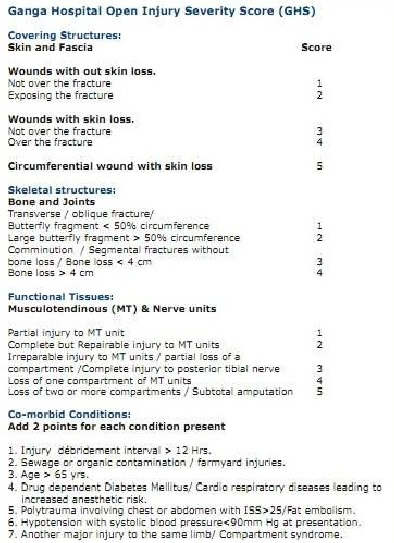 Ganga Hospital Open Injury Severity Score (GHS)
Covering Structures:
Skin and Fascia Score
Wounds with out skin loss.
Not over the fracture 1
Exposing the fracture 2
Wounds with skin loss.
Not over the fracture 3
Over the fracture 4
Circumferential wound with skin loss 5
Skeletal structures:
Bone and Joints
Transverse / oblique fracture/
Butterfly fragment < 50% circumference 1
Large butterfly fragment > 50% circumference 2
Commination / Segmental fractures without
bone loss / Bone loss < 4 cm 3
Bone loss > 4 cm 4
Functional Tissues:
Musculotendinous (MT) & Nerve units
Partial injury to MT unit 1
Complete but Repairable injury to MT units 2
Irreparable injury to MT units / partial loss of a
compartment /Complete injury to posterior tibial nerve 3
Loss of one compartment of MT units 4
Loss of two or more compartments / Subtotal amputation 5
Co-morbid Conditions:
Add 2 points for each condition present
1. Injury débridement interval > 12 Hrs.
2. Sewage or organic contamination / farmyard injuries.
3. Age > 65 yrs.
4. Drug dependent Diabetes Mellitus/ Cardio respiratory diseases leading to
increased anesthetic risk.
5. Polytrauma involving chest or abdomen with ISS>25/Fat embolism.
6. Hypotension with systolic blood pressure<90mm Hg at presentation.
7. Another major injury to the same limb/ Compartment syndrome.